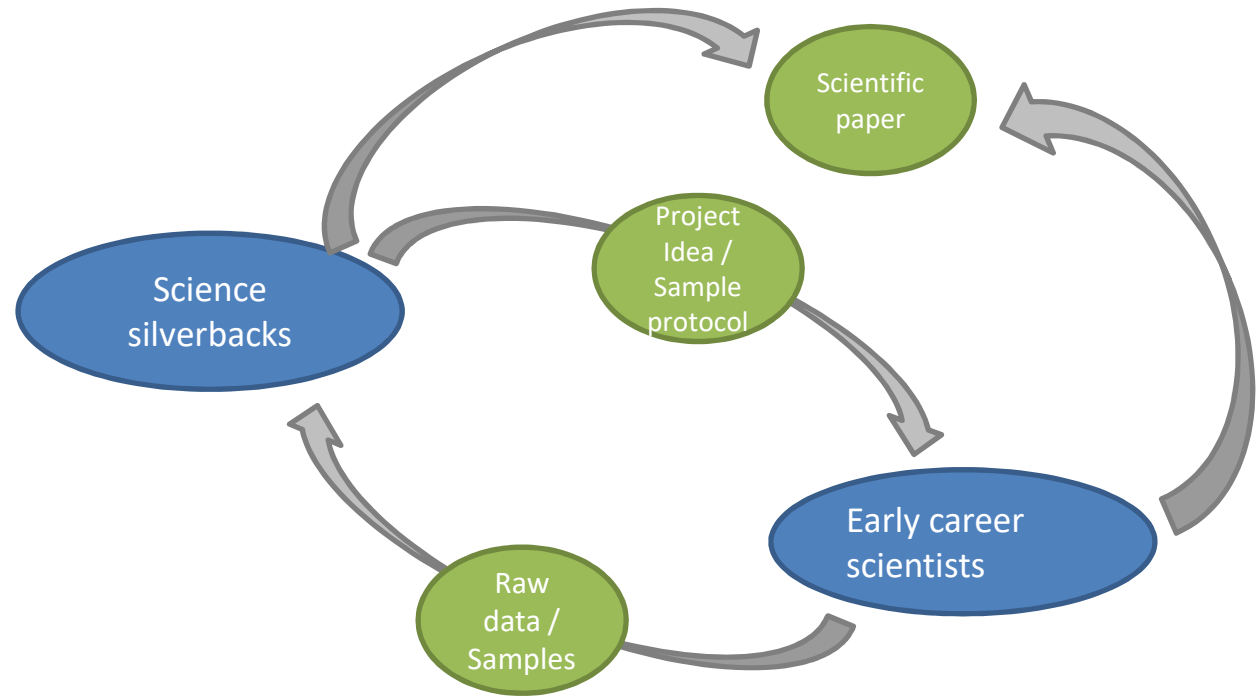 Scientific
paper
Project
Idea /
Sample
protocol
Science
silverbacks
Early career
scientists
Raw
data /
Samples